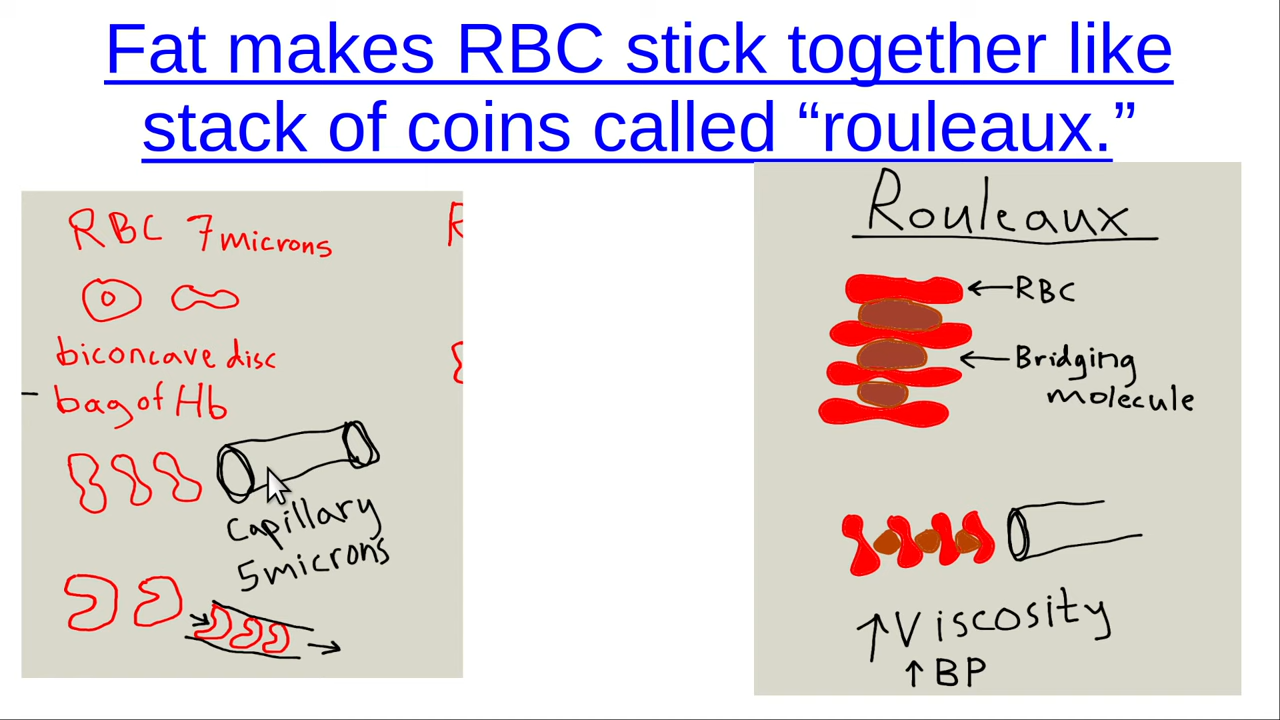 Fat makes RBC stick together like
stack of coins called “rouleaux.”
RBC 7microns
biconcave disc
bag of Hb
Capillary
5microns
Rouleaux
RBC
Bridging
molecule
↑Viscosity
↑BP